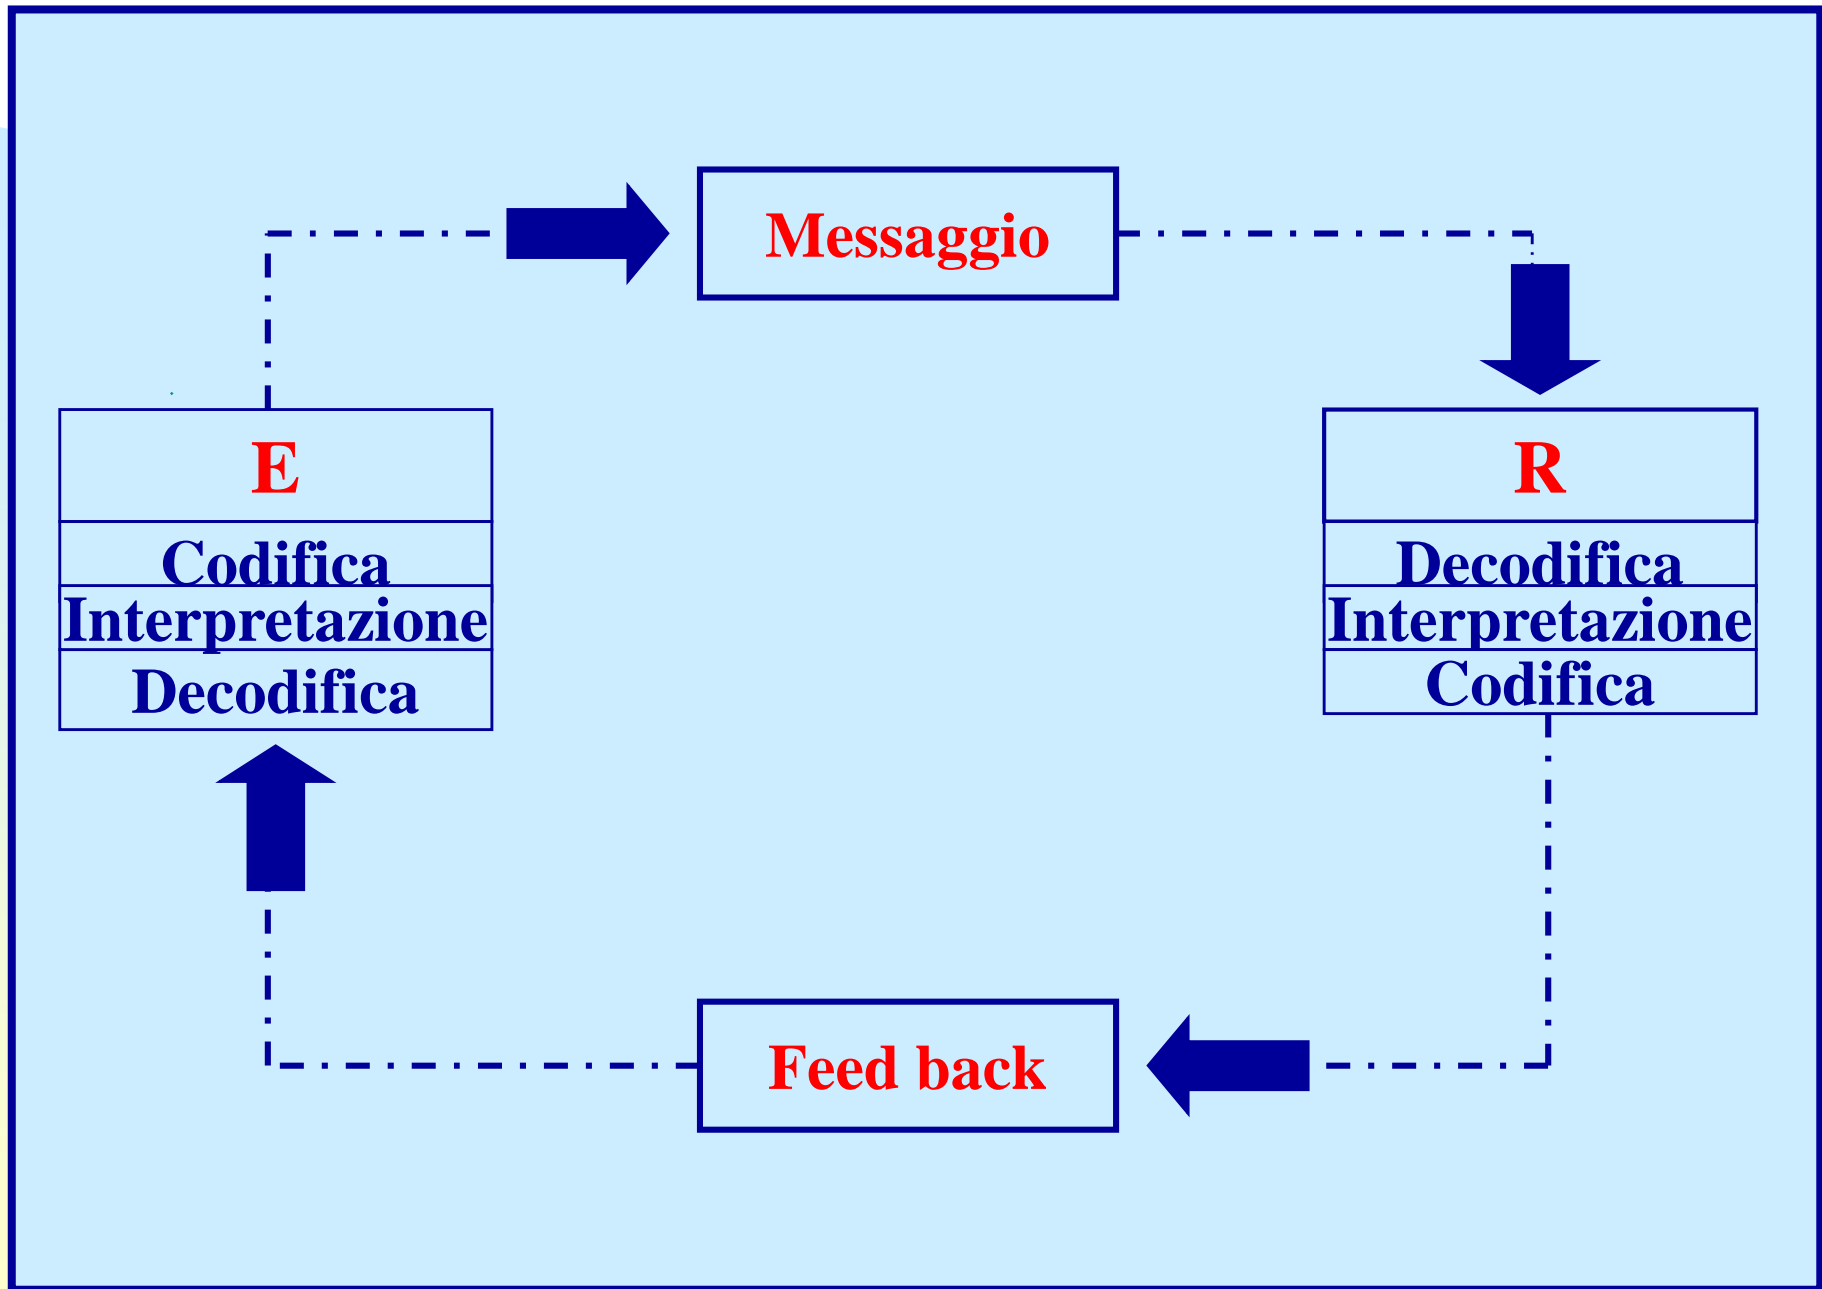 Messaggio
E
Codifica
Interpretazione
Decodifica
R
Decodifica
Interpretazione
Codifica
Feed back